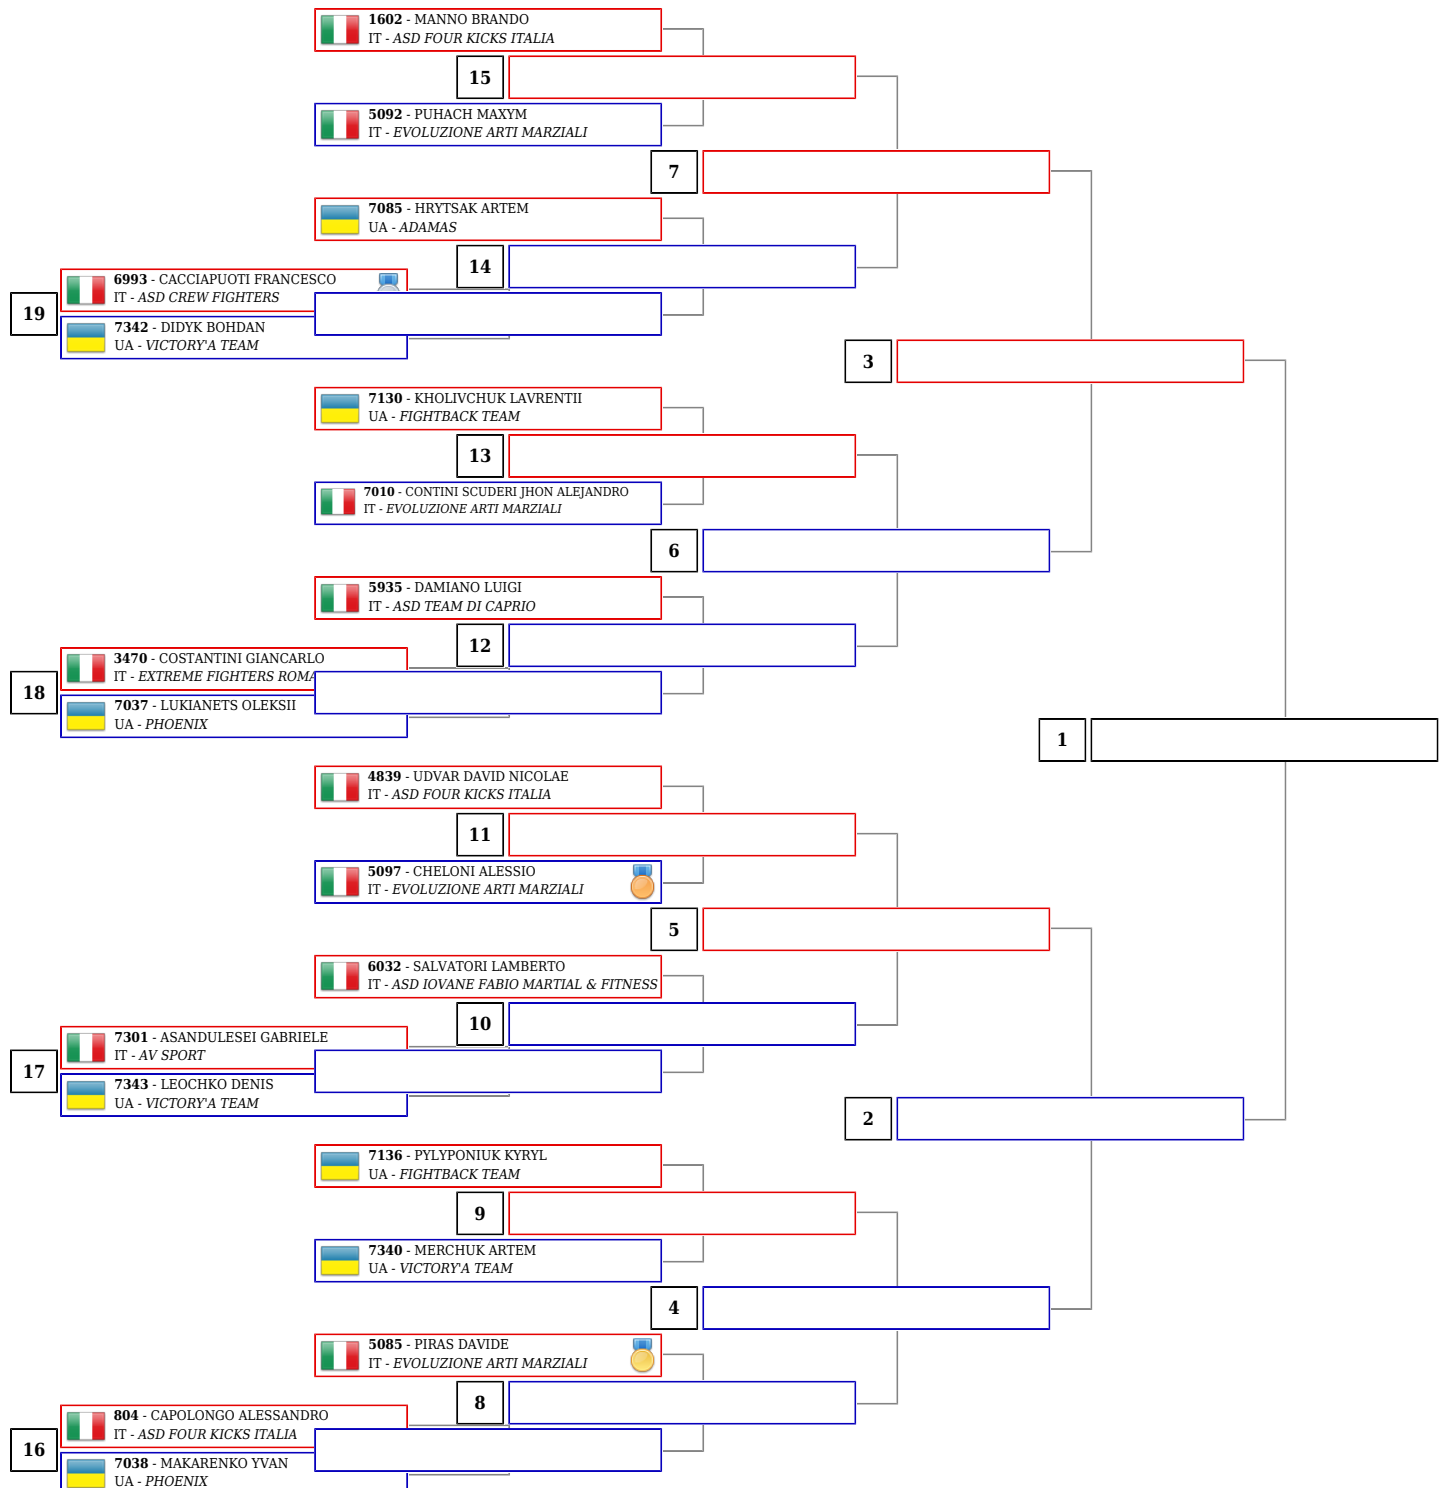 1602 - MANNO BRANDO
IT - ASD FOUR KICKS ITALIA
15
5092 - PUHACH MAXYM
IT - EVOLUZIONE ARTI MARZIALI
7
7085 - HRYTSAK ARTEM
UA - ADAMAS
14
6993 - CACCIAPUOTI FRANCESCO
IT - ASD CREW FIGHTERS
19
7342 - DIDYK BOHDAN
UA - VICTORY'A TEAM
3
7130 - KHOLIVCHUK LAVRENTII
UA - FIGHTBACK TEAM
13
7010 - CONTINI SCUDERI JHON ALEJANDRO
IT - EVOLUZIONE ARTI MARZIALI
6
5935 - DAMIANO LUIGI
IT - ASD TEAM DI CAPRIO
12
3470 - COSTANTINI GIANCARLO
IT - EXTREME FIGHTERS ROMA
18
7037 - LUKIANETS OLEKSII
UA - PHOENIX
1
4839 - UDVAR DAVID NICOLAE
IT - ASD FOUR KICKS ITALIA
11
5097 - CHELONI ALESSIO
IT - EVOLUZIONE ARTI MARZIALI
5
6032 - SALVATORI LAMBERTO
IT - ASD IOVANE FABIO MARTIAL & FITNESS
10
7301 - ASANDULESEI GABRIELE
IT - AV SPORT
17
7343 - LEOCHKO DENIS
UA - VICTORY'A TEAM
2
7136 - PYLYPONIUK KYRYL
UA - FIGHTBACK TEAM
9
7340 - MERCHUK ARTEM
UA - VICTORY'A TEAM
4
5085 - PIRAS DAVIDE
IT - EVOLUZIONE ARTI MARZIALI
8
804 - CAPOLONGO ALESSANDRO
IT - ASD FOUR KICKS ITALIA
16
7038 - MAKARENKO YVAN
UA - PHOENIX